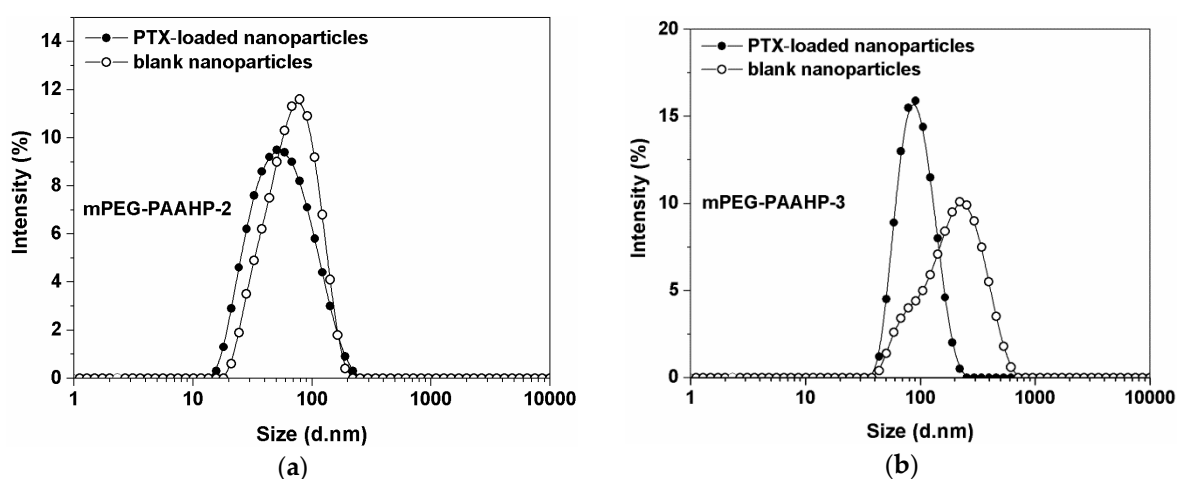 PTX-loaded nanoparticles
blank nanoparticles
mPEG-PAAHP-2
Intensity (%)
14
12
10
8
6
4
2
0
1
10
100
1000
10000
Size (d.nm)
(a)
PTX-loaded nanoparticles
blank nanoparticles
mPEG-PAAHP-3
Intensity (%)
20
15
10
5
0
1
10
100
1000
10000
Size (d.nm)
(b)